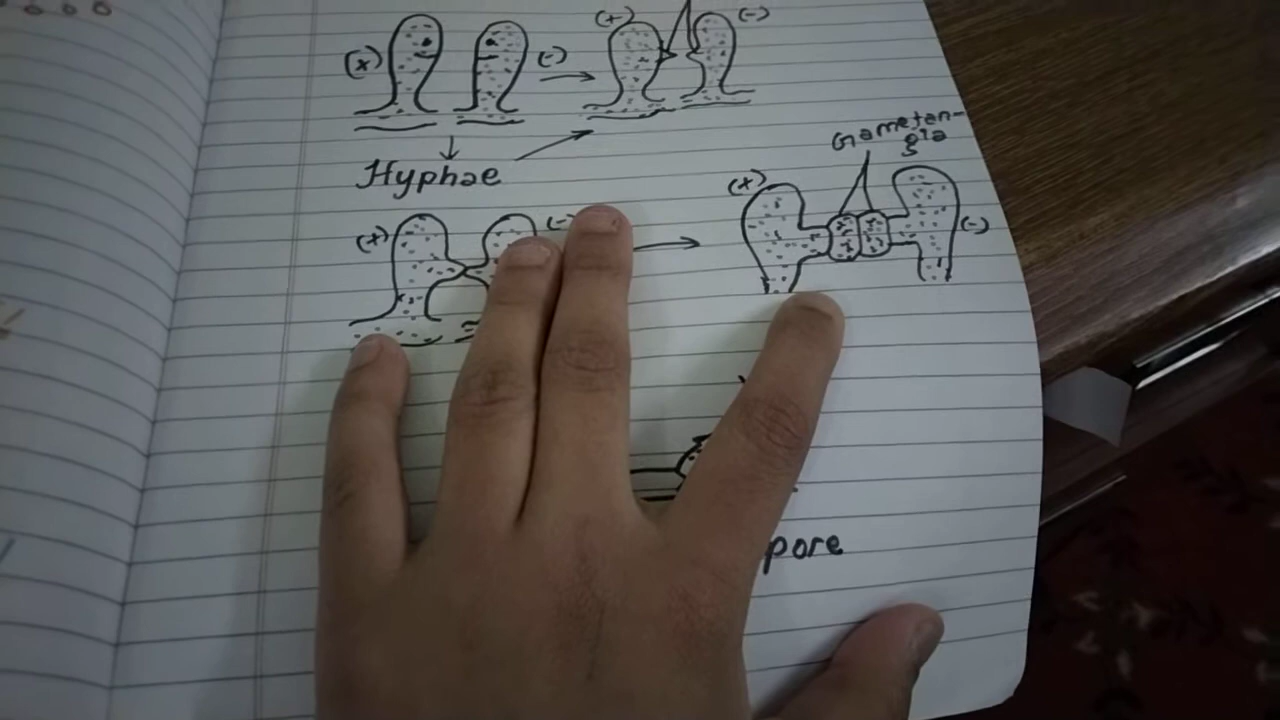 (+) (-)
(+) (-)
Hyphae
Gametan-
gia
(+) (-)
(+) (-)
pore